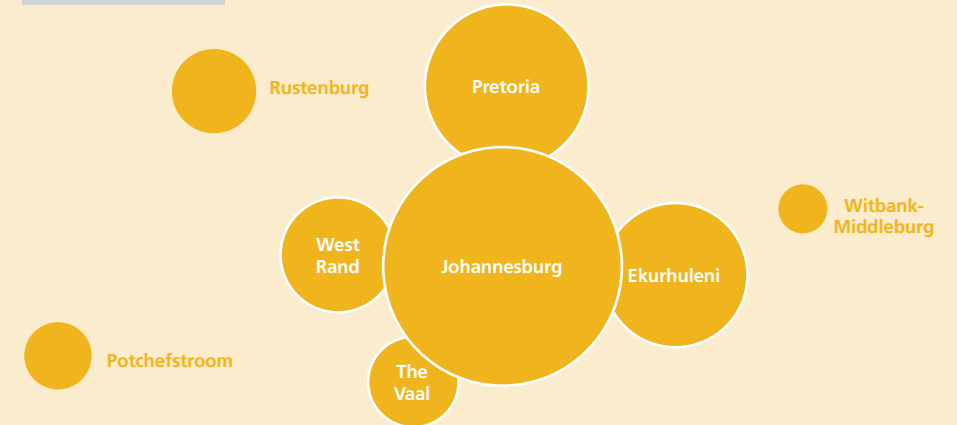 Pretoria
Rustenburg
Witbank-
Middleburg
West
Rand
Johannesburg
Ekurhuleni
Potchefstroom
The
Vaal